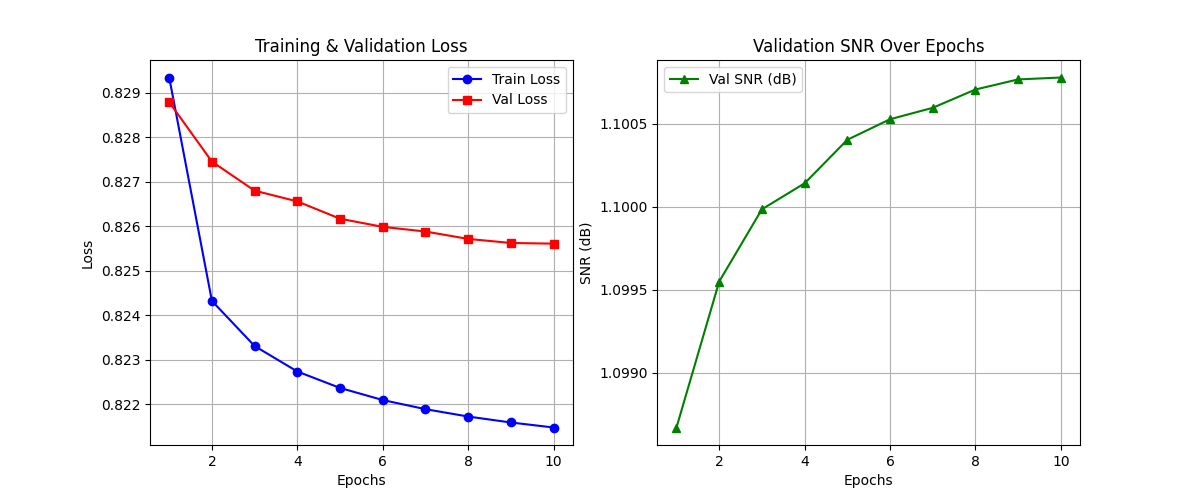 Training & Validation Loss
Train Loss
Val Loss
0.829
0.828
0.827
0.826
0.825
0.824
0.823
0.822
Loss
2 4 6 8 10
Epochs
Validation SNR Over Epochs
Val SNR (dB)
1.1005
1.1000
1.0995
1.0990
SNR (dB)
2 4 6 8 10
Epochs